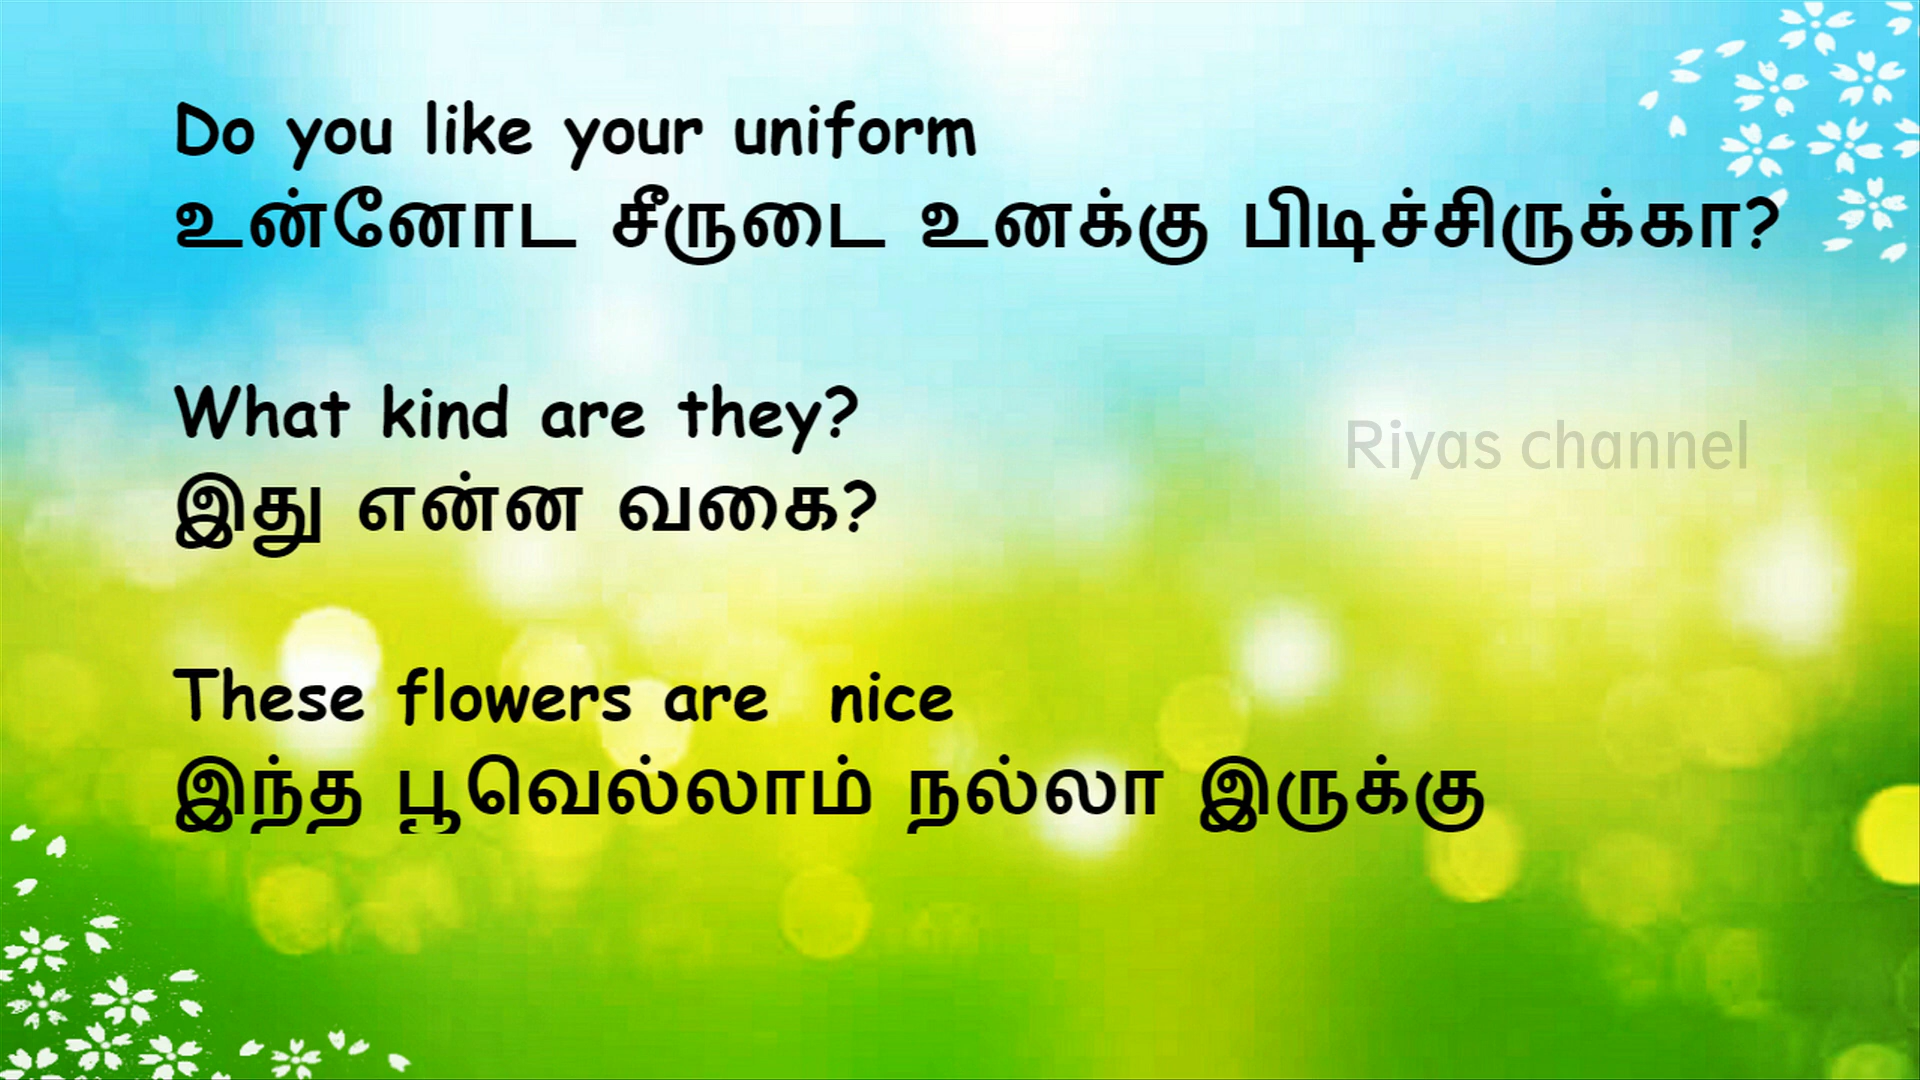 Do you like your uniform
உன்னோட சீருடை உனக்கு பிடிச்சிருக்கா?
What kind are they?
Riyas channel
இது என்ன வகை?
These flowers are  nice
இந்த பூவெல்லாம் நல்லா இருக்கு